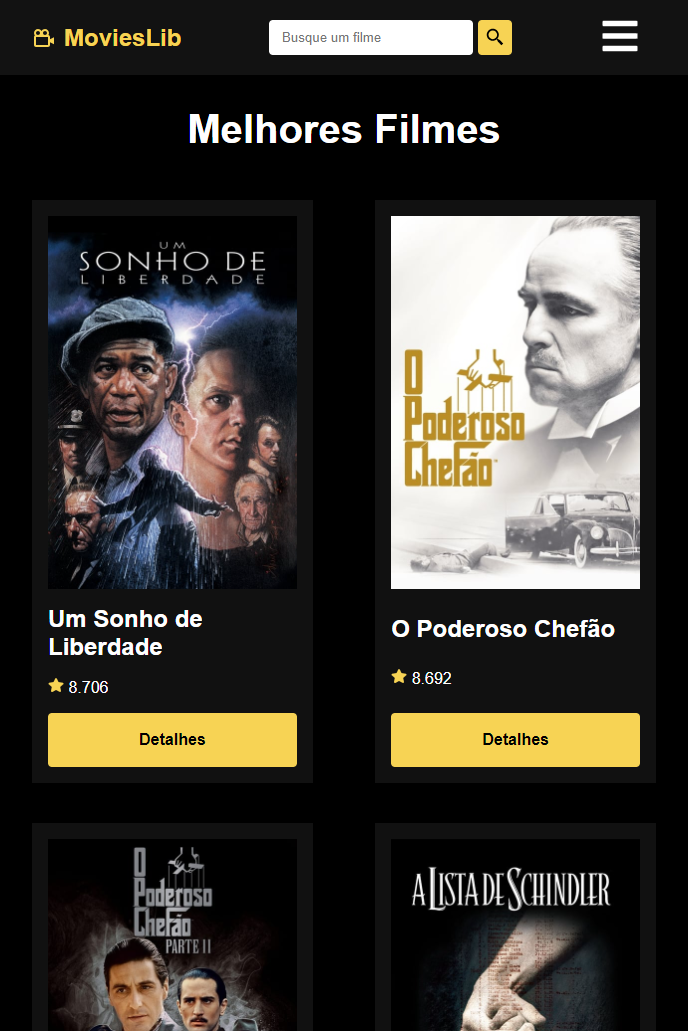 MoviesLib
Busque um filme
Melhores Filmes
UM
SONHO DE
LIBERDADE
O
Poderoso
Chefão
Um Sonho de
Liberdade
O Poderoso Chefão
8.706
8.692
Detalhes
Detalhes
O
Poderoso
Chefão
PARTE II
A LISTA DE SCHINDLER